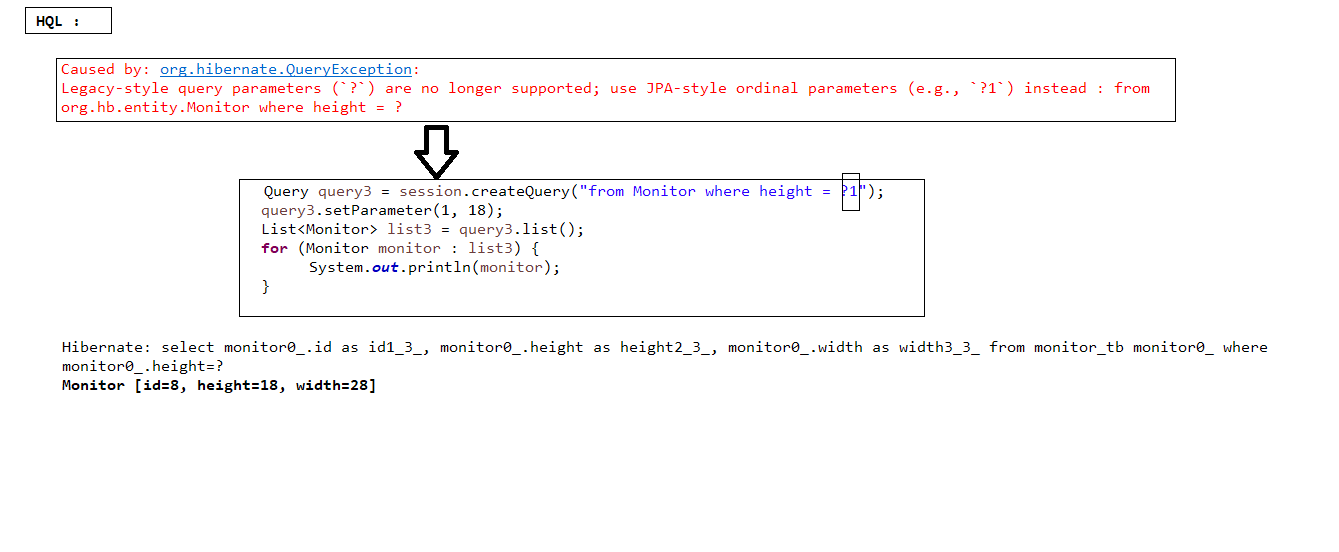 HQL :
Caused by: org.hibernate.QueryException:
Legacy-style query parameters (`?`) are no longer supported; use JPA-style ordinal parameters (e.g., `?1`) instead : from
org.hb.entity.Monitor where height = ?
Query query3 = session.createQuery("from Monitor where height = ?1");
query3.setParameter(1, 18);
List<Monitor> list3 = query3.list();
for (Monitor monitor : list3) {
System.out.println(monitor);
}
Hibernate: select monitor0_.id as id1_3_, monitor0_.height as height2_3_, monitor0_.width as width3_3_ from monitor_tb monitor0_ where
monitor0_.height=?
Monitor [id=8, height=18, width=28]